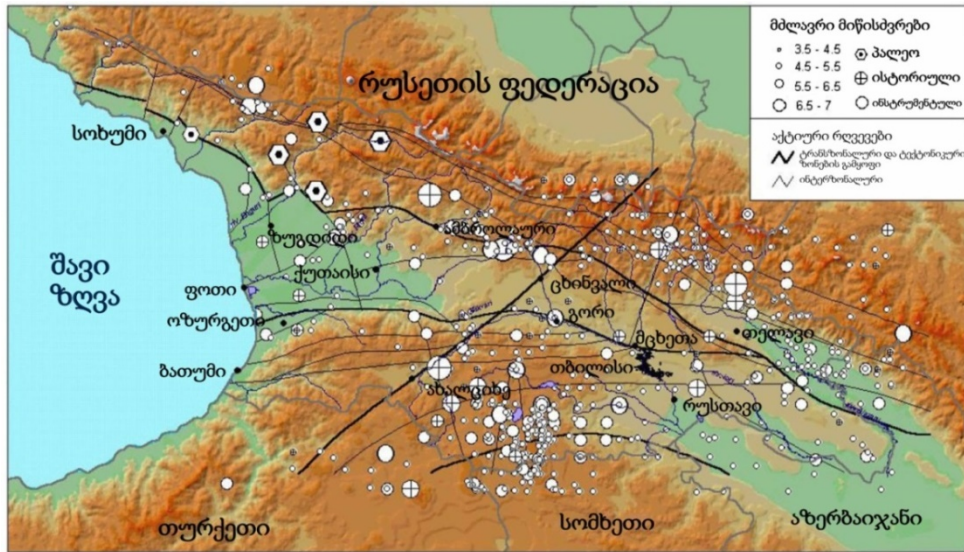 მძლავრი მიწისძვრები
3.5 - 4.5
4.5 - 5.5
5.5 - 6.5
6.5 - 7
პალეო
ისტორიული
ინსტრუმენტული
აქტიური რღვევები
ტრანსზონალური და ტექტონიკური
ზონების გამყოფი
ინტერზონალური
რუსეთის ფედერაცია
სოხუმი
ზუგდიდი
ამბროლაური
შავი
ზღვა
ქუთაისი
ფოთი
ცხინვალი
ოზურგეთი
გორი
თელავი
მცხეთა
ბათუმი
თბილისი
ახალციხე
რუსთავი
თურქეთი
სომხეთი
აზერბაიჯანი